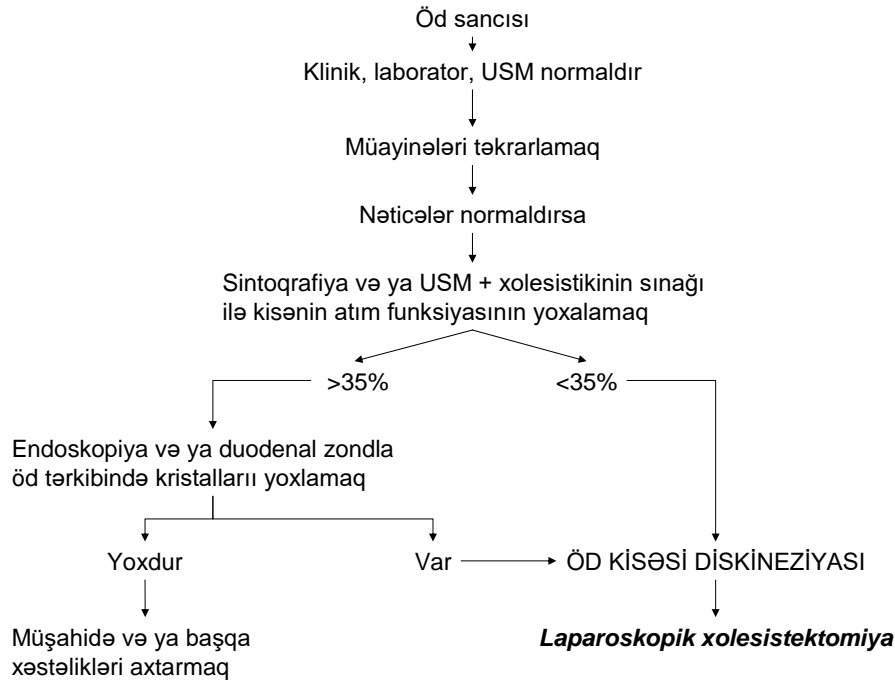 Öd sancısı
Klinik, laborator, USM normaldır
Müayinələri təkrarlamaq
Nəticələr normaldırsa
Sintoqrafiya və ya USM + xolesistikinin sınağı
ilə kisənin atım funksiyasının yoxalamaq
>35%
<35%
Endoskopiya və ya duodenal zondla
öd tərkibində kristallarıı yoxlamaq
Yoxdur
Var
ÖD KİSƏSİ DİSKİNEZİYASI
Müşahidə və ya başqa
xəstəlikləri axtarmaq
Laparoskopik xolesistektomiya